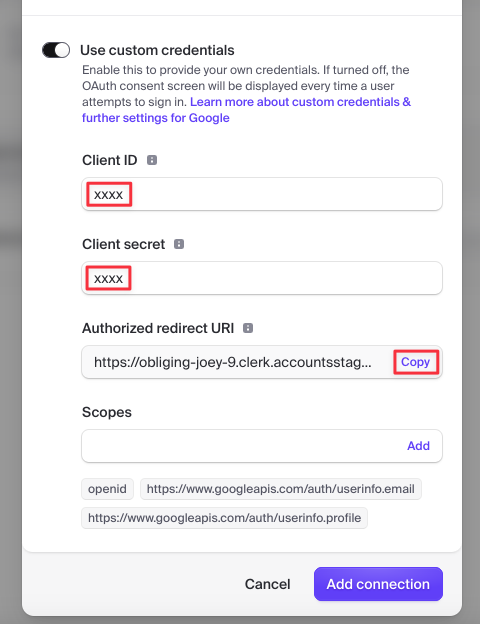 Use custom credentials
Enable this to provide your own credentials. If turned off, the
OAuth consent screen will be displayed every time a user
attempts to sign in. Learn more about custom credentials &
further settings for Google
Client ID
xxxx
Client secret
xxxx
Authorized redirect URI
https://obliging-joey-9.clerk.accountsstag... Copy
Scopes
Add
openid https://www.googleapis.com/auth/userinfo.email
https://www.googleapis.com/auth/userinfo.profile
Cancel Add connection